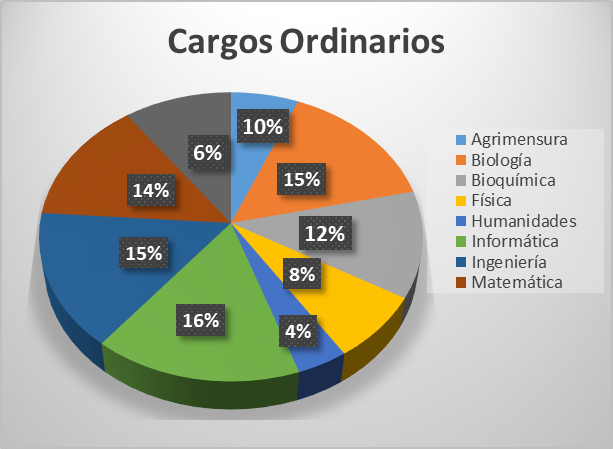 Cargos Ordinarios
10%
15%
12%
8%
4%
16%
15%
14%
6%
Agrimensura
Biología
Bioquímica
Física
Humanidades
Informática
Ingeniería
Matemática